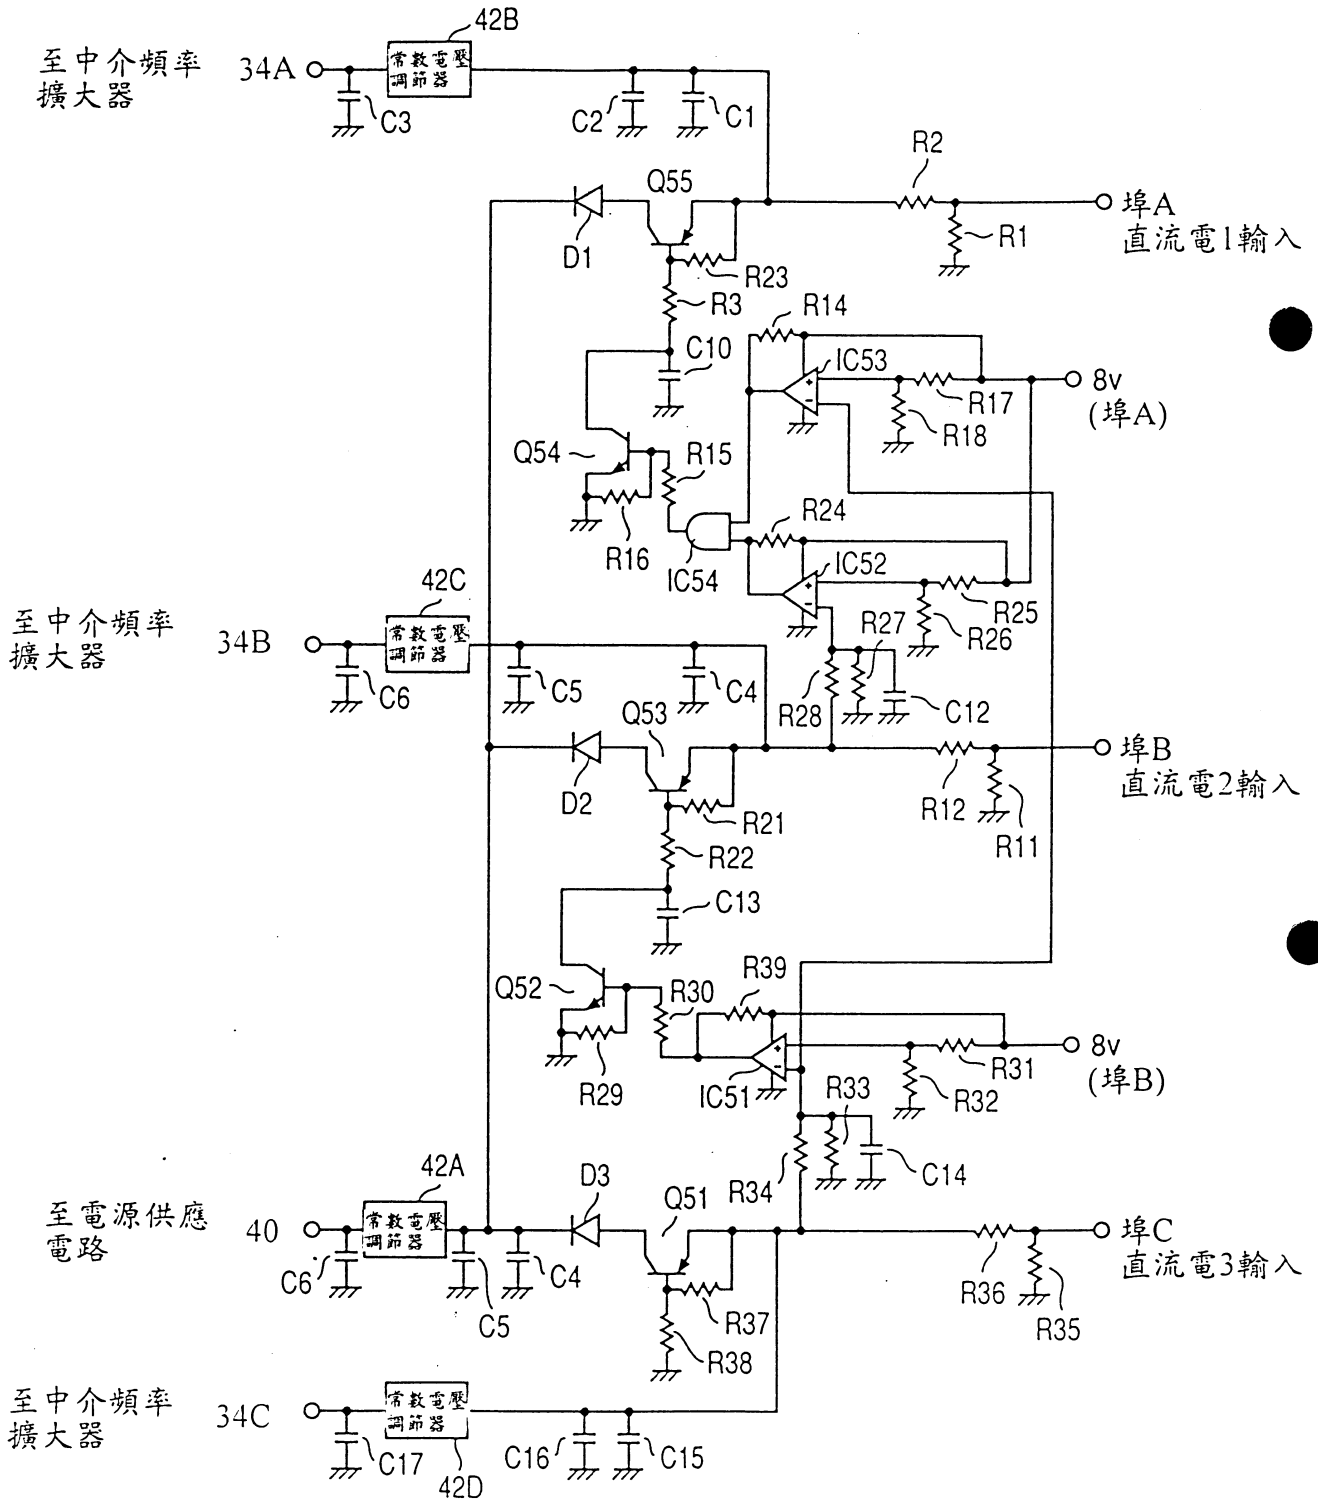 42B
至中介頻率
擴大器
34A
常數電壓
調節器
C3
C2
C1
R2
Q55
埠A
直流電1輸入
R1
D1
R23
R3
R14
C10
IC53
8v
(埠A)
R17
R18
Q54
R15
R24
R16
IC54
IC52
42C
R25
R26
R27
至中介頻率
擴大器
34B
常數電壓
調節器
C6
C5
C4
R28
C12
Q53
埠B
直流電2輸入
D2
R12
R11
R21
R22
C13
Q52
R30
R39
8v
(埠B)
R29
IC51
R33
R31
R32
42A
D3
Q51
R34
C14
至電源供應
電路
40
常數電壓
調節器
埠C
直流電3輸入
C6
C5
C4
R36
R35
R37
R38
至中介頻率
擴大器
34C
常數電壓
調節器
C17
42D
C16
C15